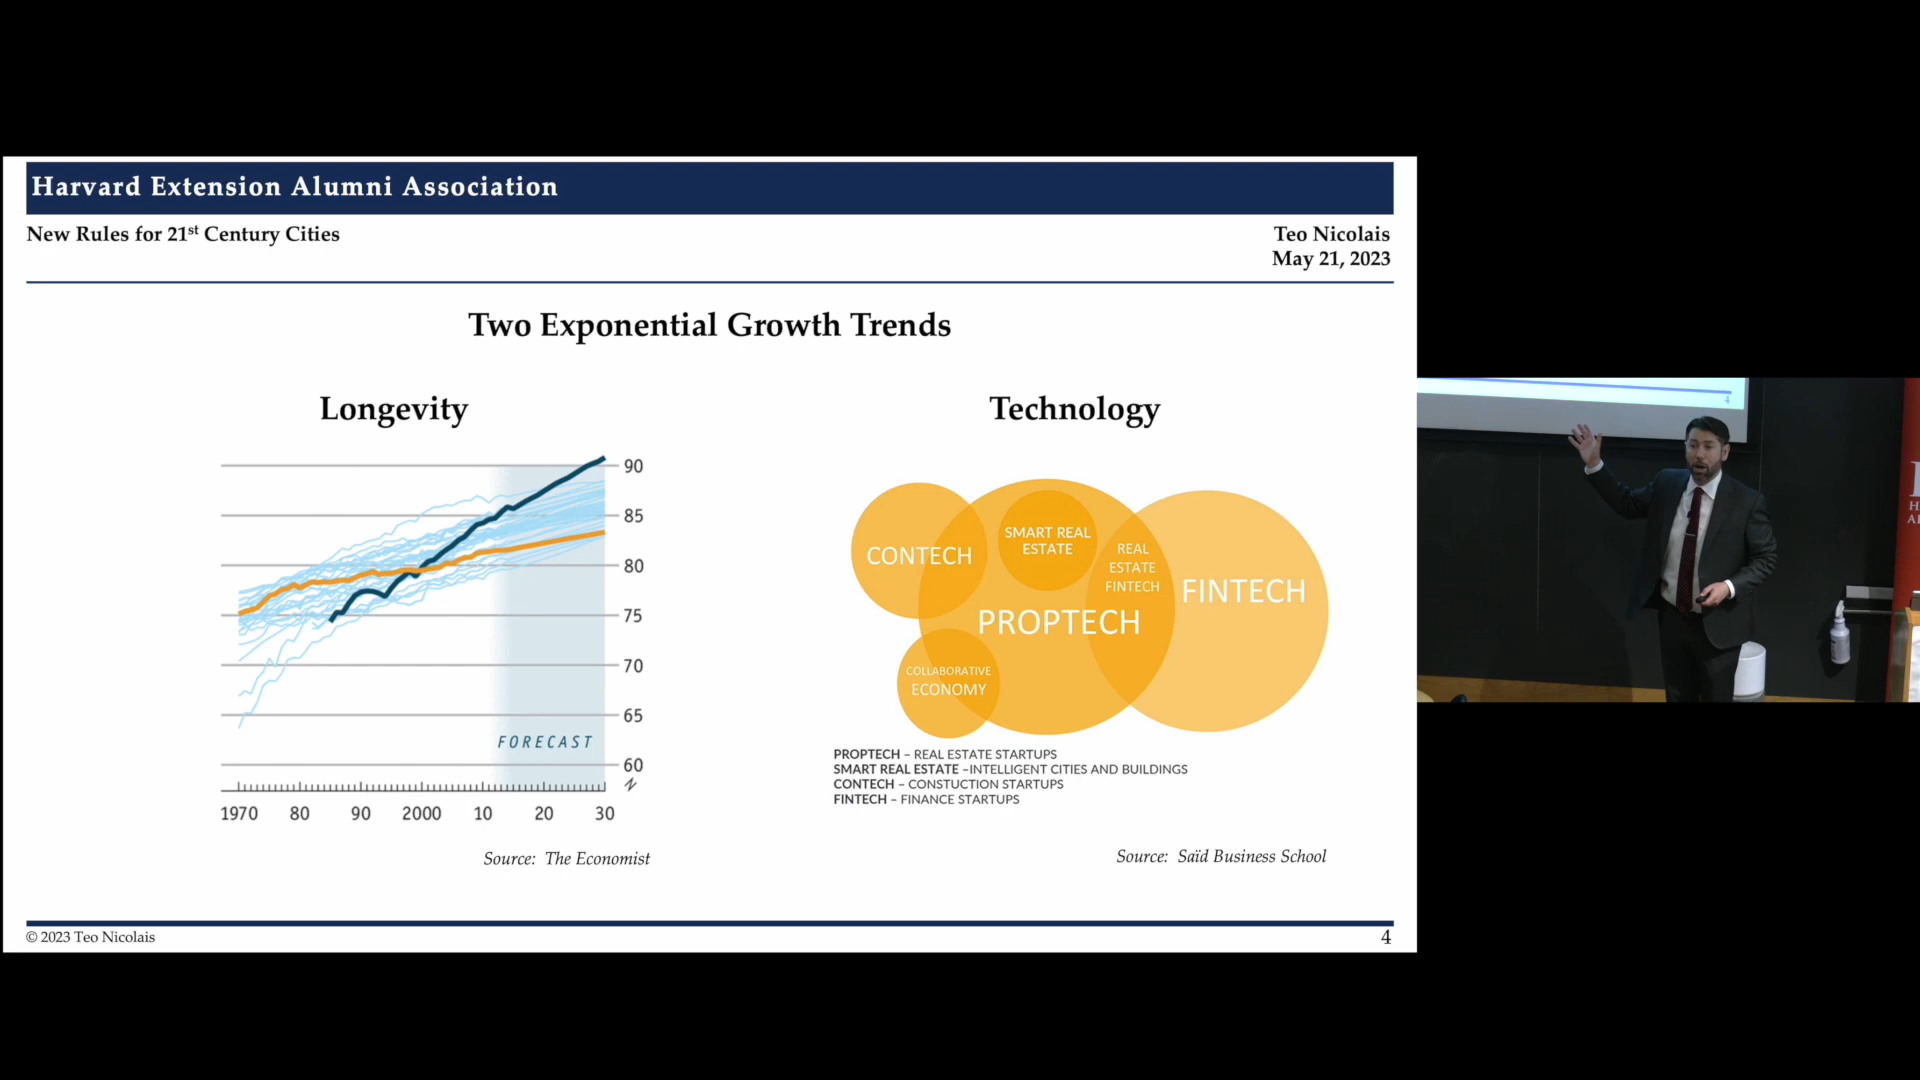 Harvard Extension Alumni Association
New Rules for 21st Century Cities
Teo Nicolais
May 21, 2023
Two Exponential Growth Trends
Longevity
90
85
80
75
70
65
60
FORECAST
1970 80 90 2000 10 20 30
Source: The Economist
Technology
CONTECH
SMART REAL
ESTATE
REAL
ESTATE
FINTECH
FINTECH
PROPTECH
COLLABORATIVE
ECONOMY
PROPTECH – REAL ESTATE STARTUPS
SMART REAL ESTATE –INTELLIGENT CITIES AND BUILDINGS
CONTECH – CONSTUCTION STARTUPS
FINTECH – FINANCE STARTUPS
Source: Saïd Business School
© 2023 Teo Nicolais
4
4